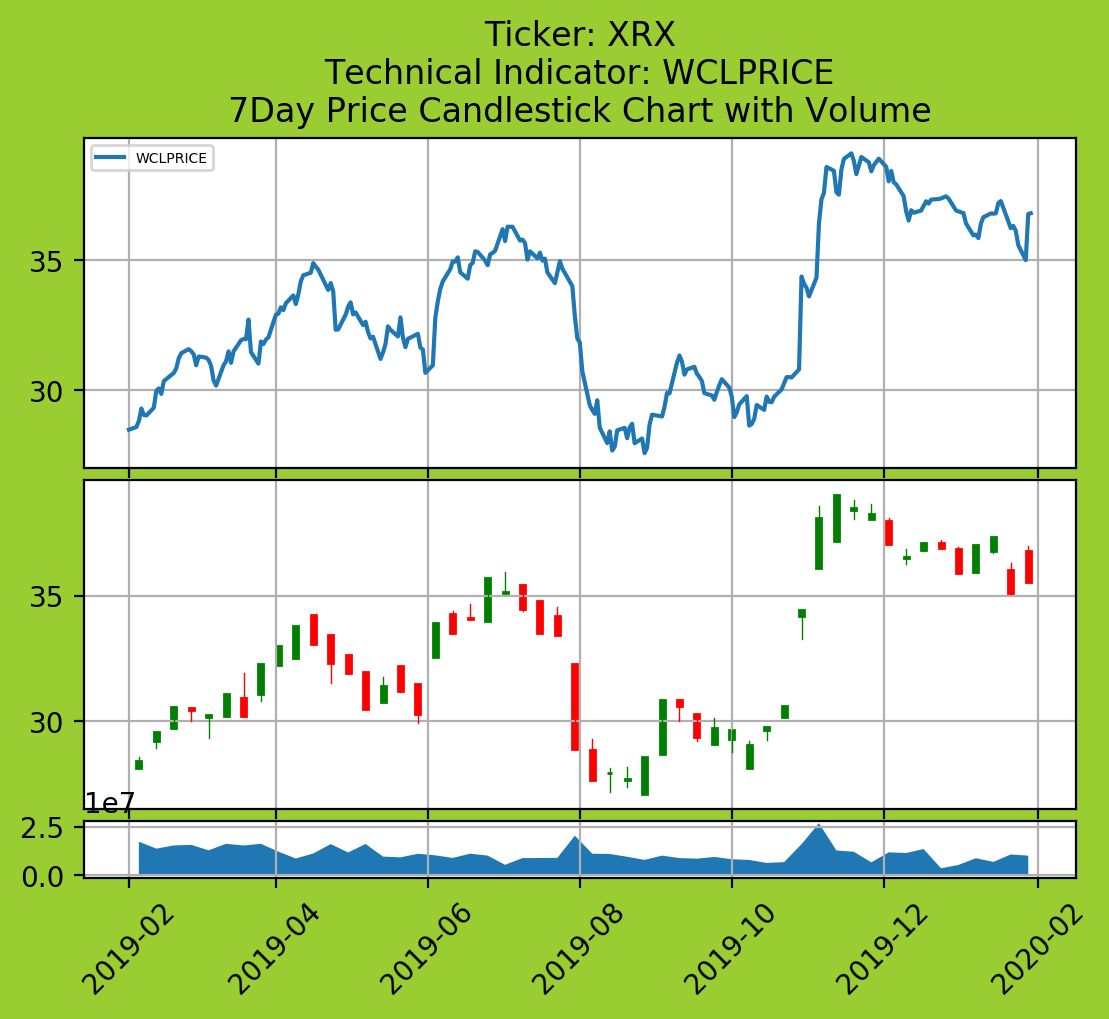 Ticker: XRX
Technical Indicator: WCLPRICE
7Day Price Candlestick Chart with Volume
WCLPRICE
35
30
35
30
1e7
2.5
0.0
2019-02
2019-04
2019-06
2019-08
2019-10
2019-12
2020-02